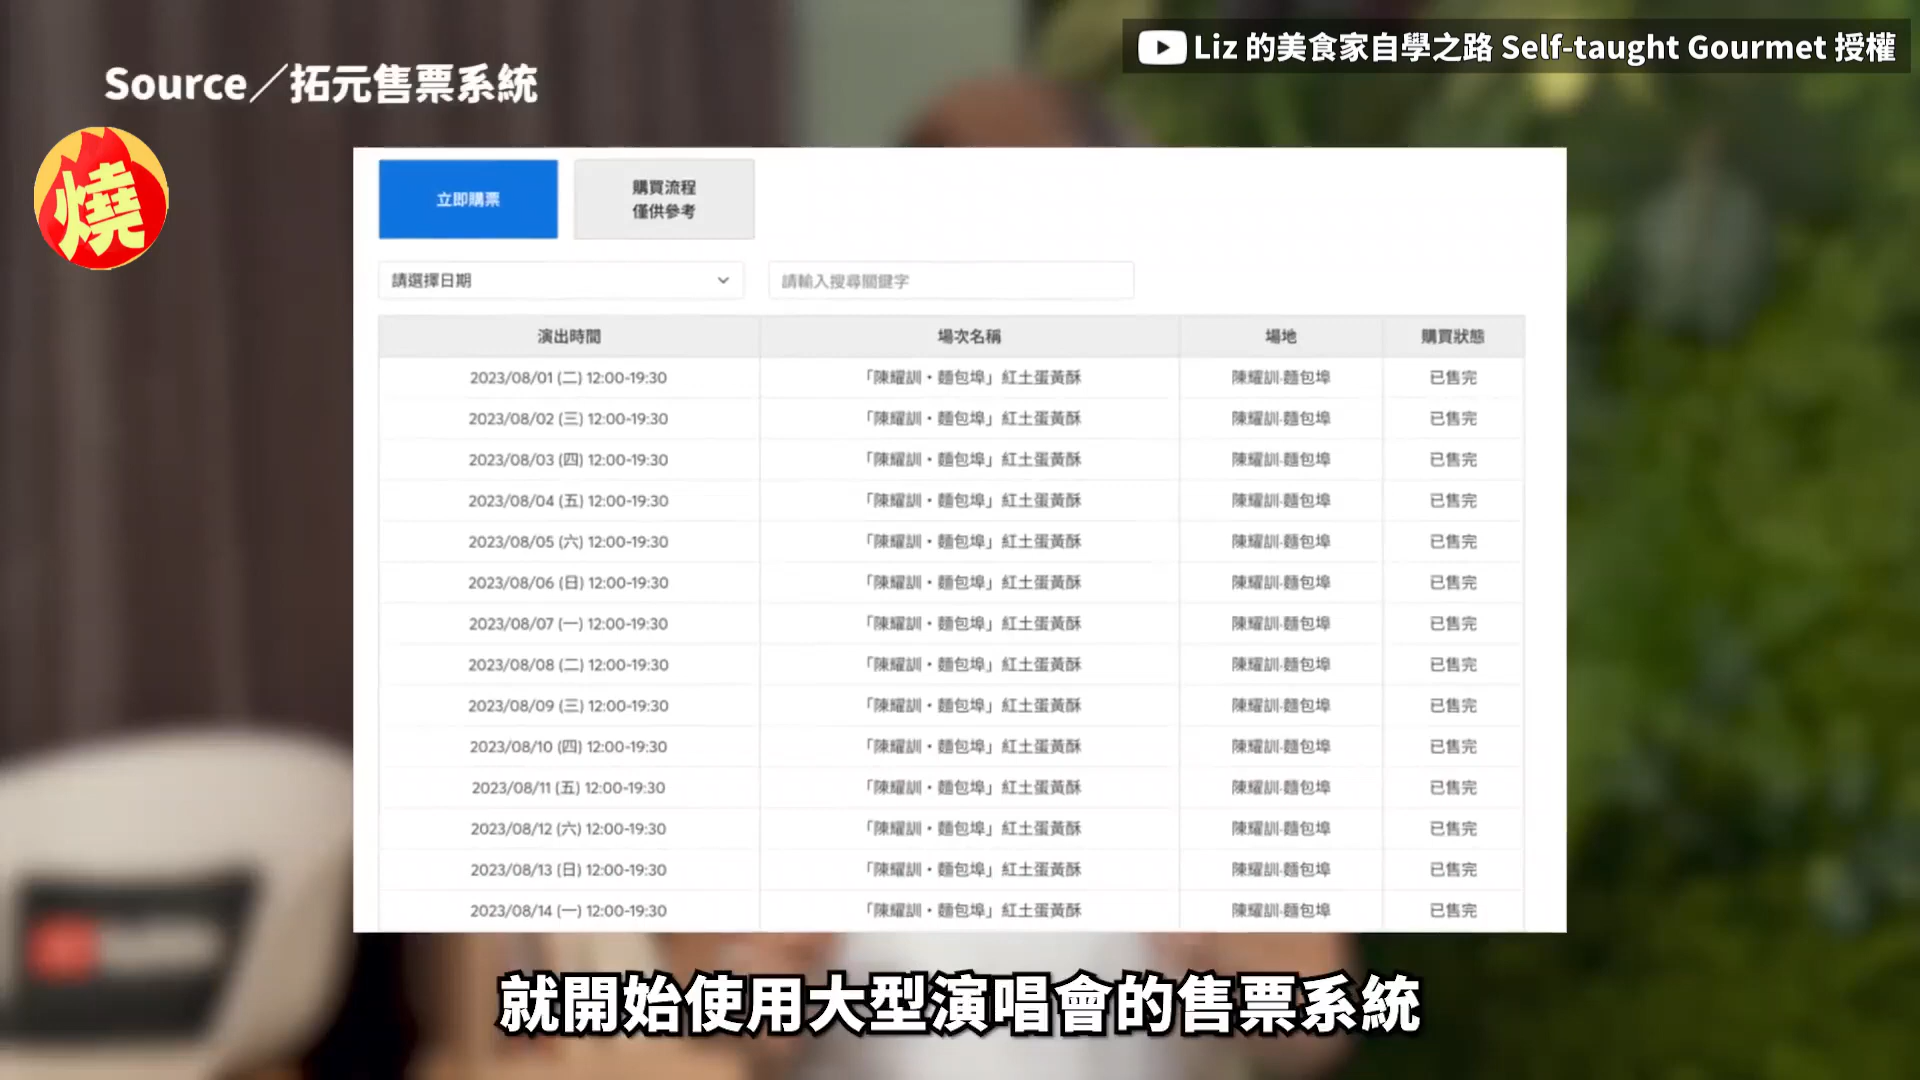 Liz 的美食家自學之路 Self-taught Gourmet 授權
Source／拓元售票系統
燒
立即購票
購買流程
僅供參考
請選擇日期
請輸入搜尋關鍵字
演出時間 場次名稱 場地 購買狀態
2023/08/01 (二) 12:00-19:30 「陳耀訓・麵包埠」紅土蛋黃酥 陳耀訓·麵包埠 已售完
2023/08/02 (三) 12:00-19:30 「陳耀訓・麵包埠」紅土蛋黃酥 陳耀訓·麵包埠 已售完
2023/08/03 (四) 12:00-19:30 「陳耀訓・麵包埠」紅土蛋黃酥 陳耀訓·麵包埠 已售完
2023/08/04 (五) 12:00-19:30 「陳耀訓・麵包埠」紅土蛋黃酥 陳耀訓·麵包埠 已售完
2023/08/05 (六) 12:00-19:30 「陳耀訓・麵包埠」紅土蛋黃酥 陳耀訓·麵包埠 已售完
2023/08/06 (日) 12:00-19:30 「陳耀訓・麵包埠」紅土蛋黃酥 陳耀訓·麵包埠 已售完
2023/08/07 (一) 12:00-19:30 「陳耀訓・麵包埠」紅土蛋黃酥 陳耀訓·麵包埠 已售完
2023/08/08 (二) 12:00-19:30 「陳耀訓・麵包埠」紅土蛋黃酥 陳耀訓·麵包埠 已售完
2023/08/09 (三) 12:00-19:30 「陳耀訓・麵包埠」紅土蛋黃酥 陳耀訓·麵包埠 已售完
2023/08/10 (四) 12:00-19:30 「陳耀訓・麵包埠」紅土蛋黃酥 陳耀訓·麵包埠 已售完
2023/08/11 (五) 12:00-19:30 「陳耀訓・麵包埠」紅土蛋黃酥 陳耀訓·麵包埠 已售完
2023/08/12 (六) 12:00-19:30 「陳耀訓・麵包埠」紅土蛋黃酥 陳耀訓·麵包埠 已售完
2023/08/13 (日) 12:00-19:30 「陳耀訓・麵包埠」紅土蛋黃酥 陳耀訓·麵包埠 已售完
2023/08/14 (一) 12:00-19:30 「陳耀訓・麵包埠」紅土蛋黃酥 陳耀訓·麵包埠 已售完
就開始使用大型演唱會的售票系統